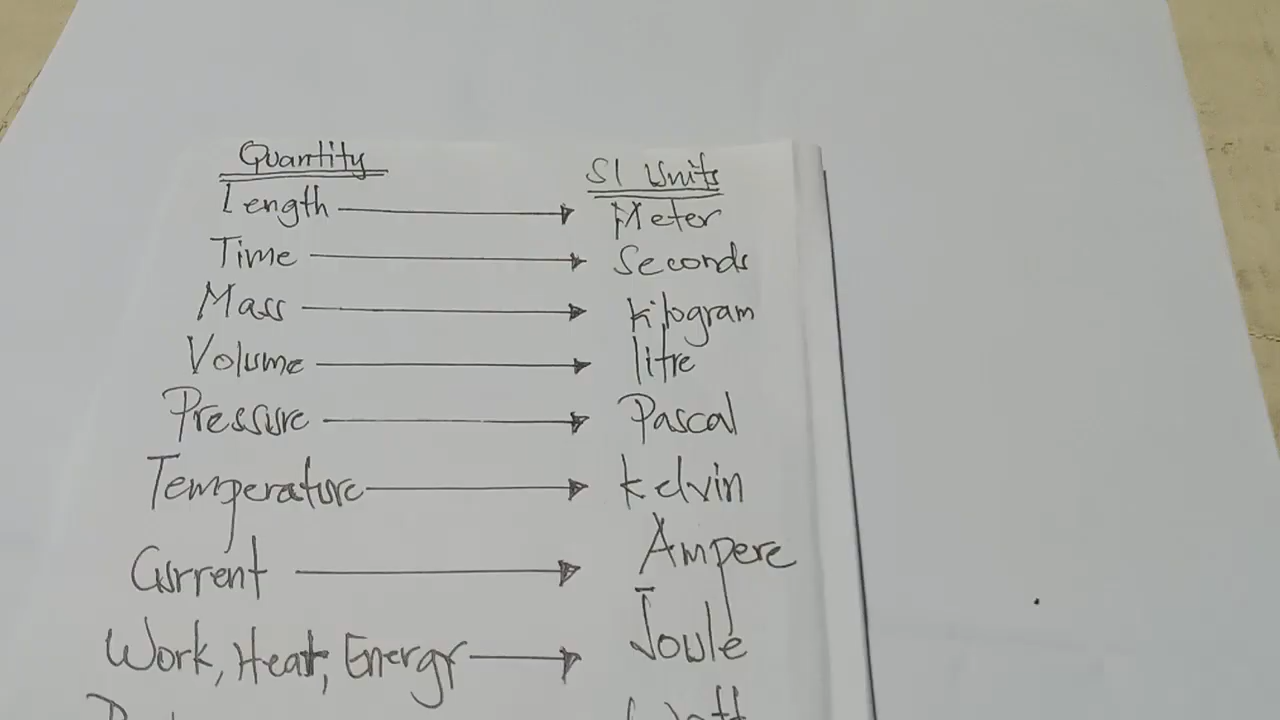 Quantity SI Units
Length Meter
Time Seconds
Mass kilogram
Volume litre
Pressure Pascal
Temperature Kelvin
Current Ampere
Work, Heat, Energy Joule
Watt